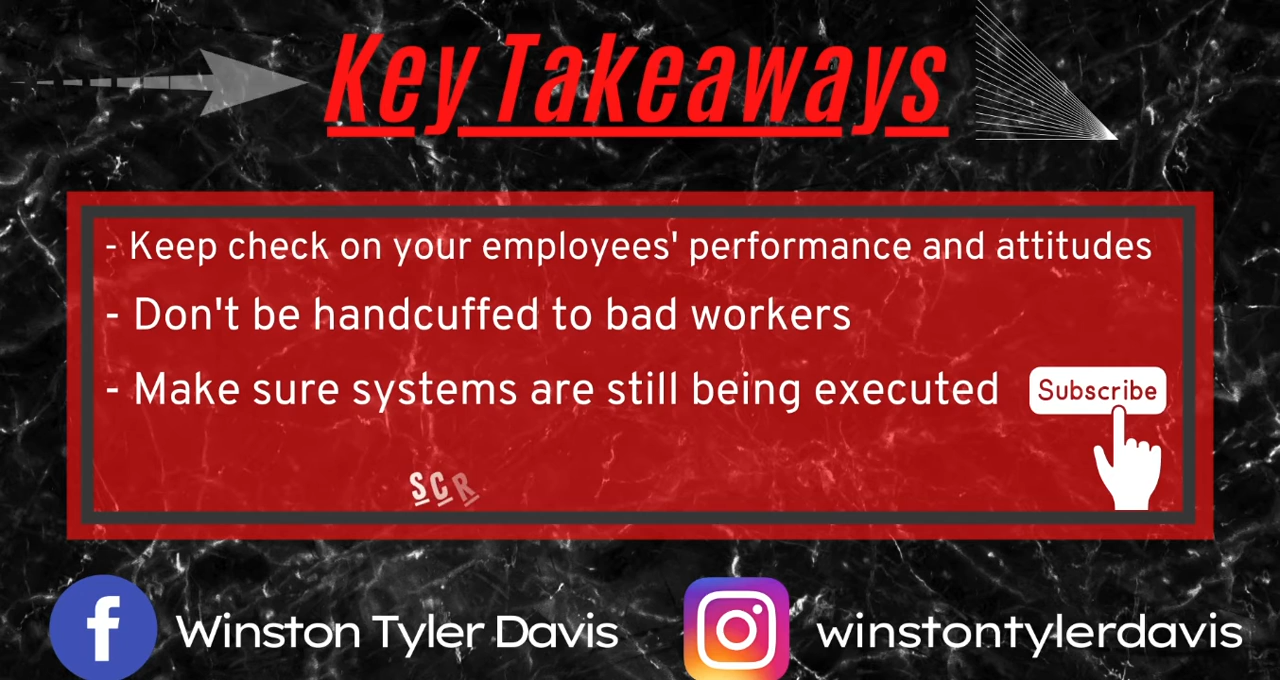 Key Takeaways
- Keep check on your employees' performance and attitudes
- Don't be handcuffed to bad workers
- Make sure systems are still being executed
Subscribe
SCR
Winston Tyler Davis
winstontylerdavis